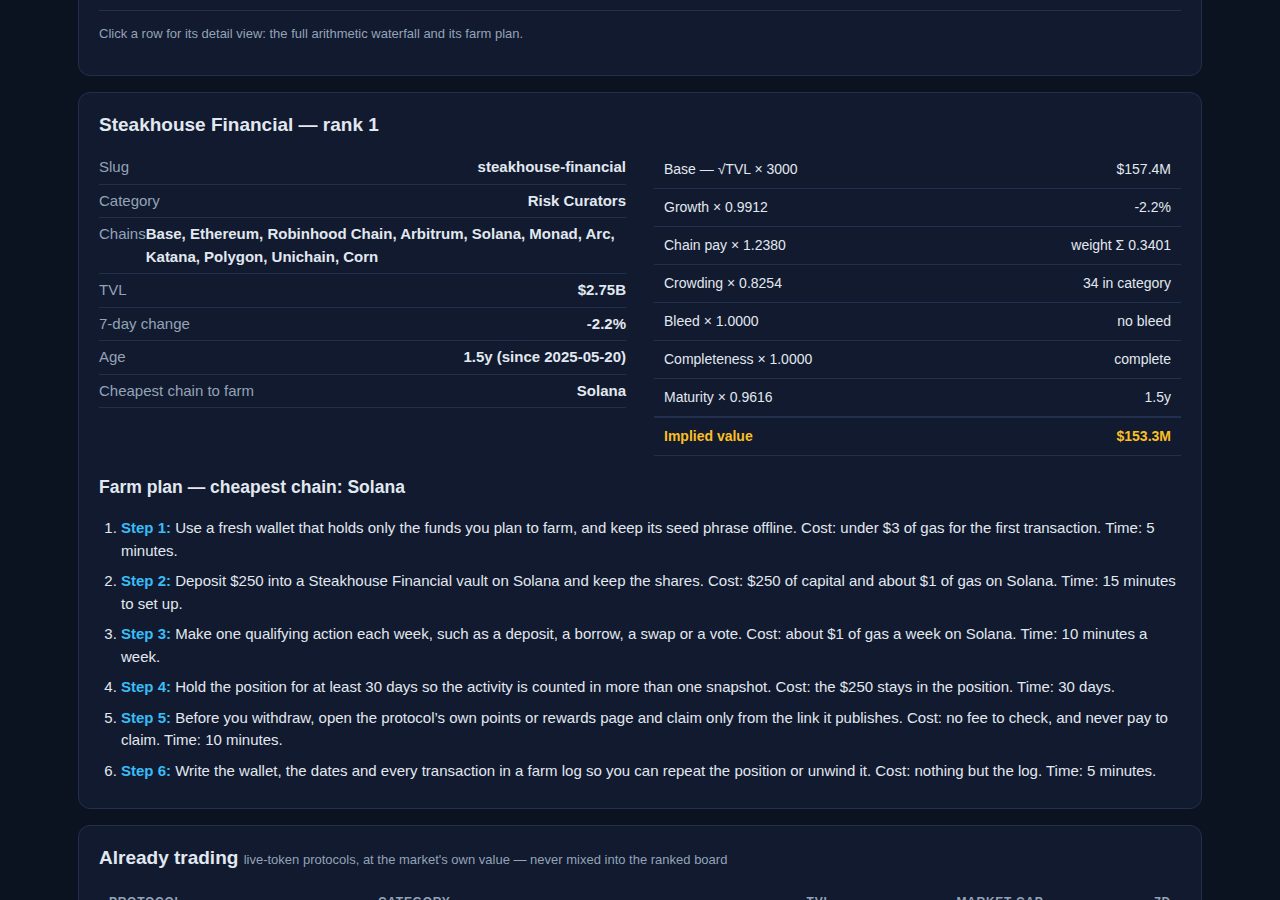 Click a row for its detail view: the full arithmetic waterfall and its farm plan.
Steakhouse Financial — rank 1
Slug steakhouse-financial
Category Risk Curators
Chains Base, Ethereum, Robinhood Chain, Arbitrum, Solana, Monad, Arc,
Katana, Polygon, Unichain, Corn
TVL $2.75B
7-day change -2.2%
Age 1.5y (since 2025-05-20)
Cheapest chain to farm Solana
Base — √TVL × 3000 $157.4M
Growth × 0.9912 -2.2%
Chain pay × 1.2380 weight Σ 0.3401
Crowding × 0.8254 34 in category
Bleed × 1.0000 no bleed
Completeness × 1.0000 complete
Maturity × 0.9616 1.5y
Implied value $153.3M
Farm plan — cheapest chain: Solana
1. Step 1: Use a fresh wallet that holds only the funds you plan to farm, and keep its seed phrase offline. Cost: under $3 of gas for the first transaction. Time: 5
minutes.
2. Step 2: Deposit $250 into a Steakhouse Financial vault on Solana and keep the shares. Cost: $250 of capital and about $1 of gas on Solana. Time: 15 minutes
to set up.
3. Step 3: Make one qualifying action each week, such as a deposit, a borrow, a swap or a vote. Cost: about $1 of gas a week on Solana. Time: 10 minutes a
week.
4. Step 4: Hold the position for at least 30 days so the activity is counted in more than one snapshot. Cost: the $250 stays in the position. Time: 30 days.
5. Step 5: Before you withdraw, open the protocol's own points or rewards page and claim only from the link it publishes. Cost: no fee to check, and never pay to
claim. Time: 10 minutes.
6. Step 6: Write the wallet, the dates and every transaction in a farm log so you can repeat the position or unwind it. Cost: nothing but the log. Time: 5 minutes.
Already trading live-token protocols, at the market's own value — never mixed into the ranked board
PROTOCOL CATEGORY TVL MARKET CAP 7D